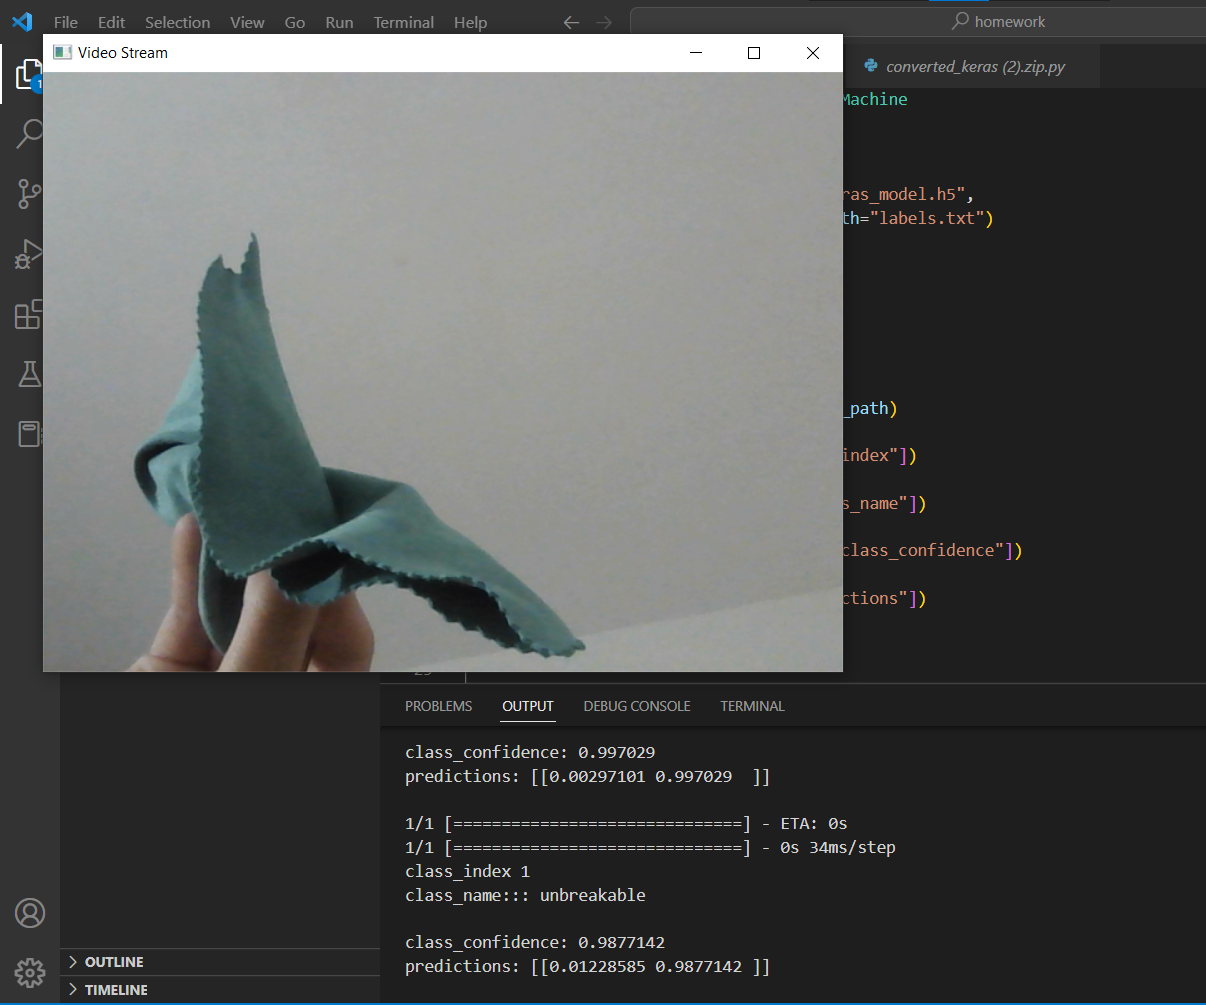 File Edit Selection View Go Run Terminal Help
homework
Video Stream
1
converted_keras (2).zip.py
Machine
ras_model.h5",
th="labels.txt")
_path)
index"])
s_name"])
class_confidence"])
ctions"])
PROBLEMS OUTPUT DEBUG CONSOLE TERMINAL
class_confidence: 0.997029
predictions: [[0.00297101 0.997029  ]]
1/1 [==============================] - ETA: 0s
1/1 [==============================] - 0s 34ms/step
class_index 1
class_name::: unbreakable
class_confidence: 0.9877142
predictions: [[0.01228585 0.9877142 ]]
OUTLINE
TIMELINE